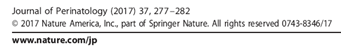 Journal of Perinatology (2017) 37, 277–282
© 2017 Nature America, Inc., part of Springer Nature. All rights reserved 0743-8346/17
www.nature.com/jp